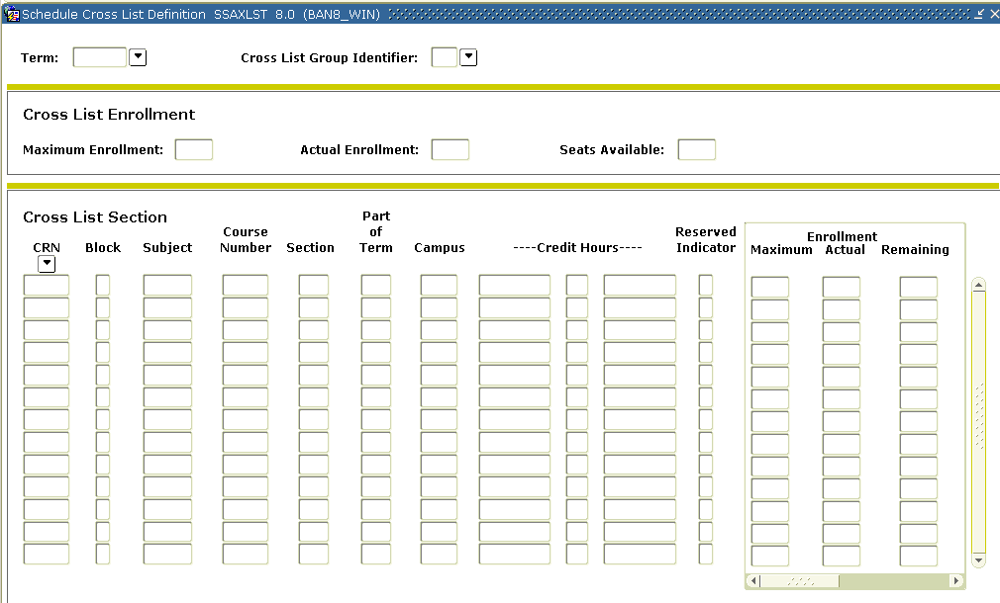 Schedule Cross List Definition SSAXLST 8.0 (BAN8_WIN)
Term: Cross List Group Identifier:
Cross List Enrollment
Maximum Enrollment: Actual Enrollment: Seats Available:
Cross List Section
CRN Block Subject Course Number Section Part of Term Campus ----Credit Hours---- Reserved Indicator
Enrollment
Maximum Actual Remaining